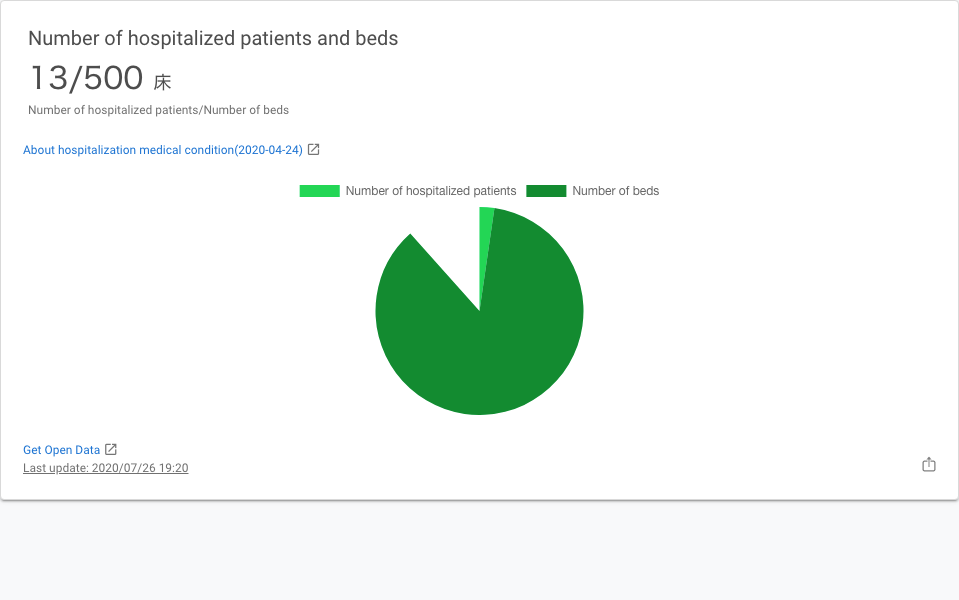 Number of hospitalized patients and beds
13/500 床
Number of hospitalized patients/Number of beds
About hospitalization medical condition(2020-04-24)
Number of hospitalized patients Number of beds
Get Open Data
Last update: 2020/07/26 19:20